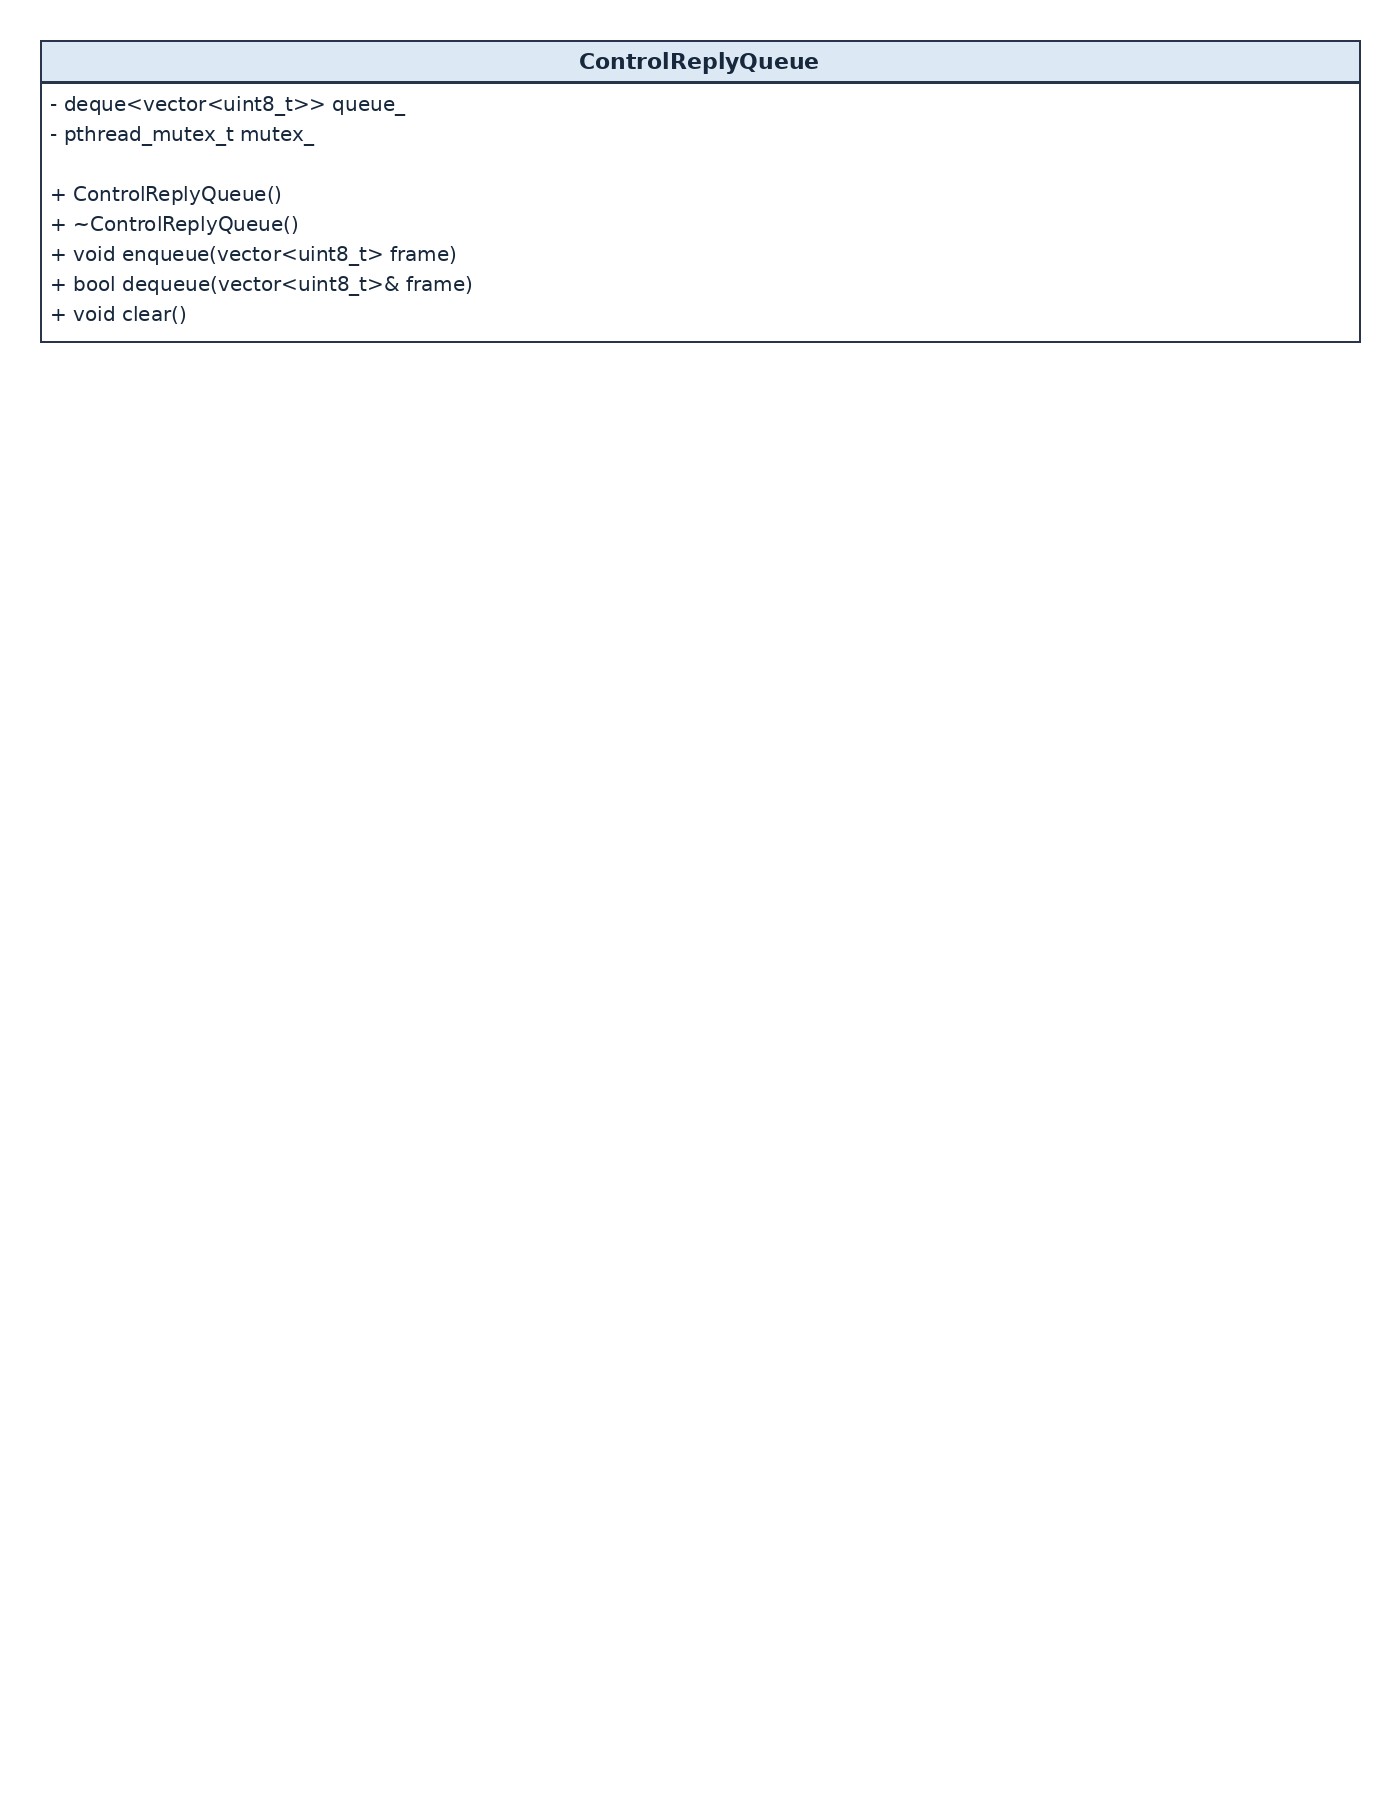 ControlReplyQueue
- deque<vector<uint8_t>> queue_
- pthread_mutex_t mutex_
+ ControlReplyQueue()
+ ~ControlReplyQueue()
+ void enqueue(vector<uint8_t> frame)
+ bool dequeue(vector<uint8_t>& frame)
+ void clear()